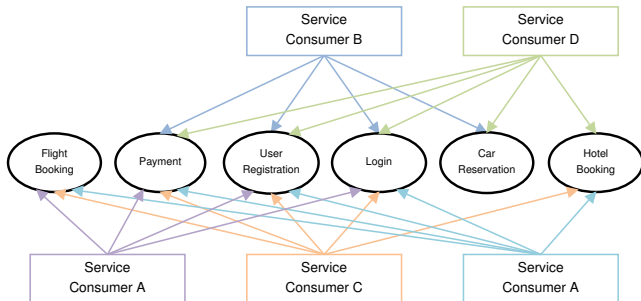 Service
Consumer B
Service
Consumer D
Flight
Booking
Payment
User
Registration
Login
Car
Reservation
Hotel
Booking
Service
Consumer A
Service
Consumer C
Service
Consumer A